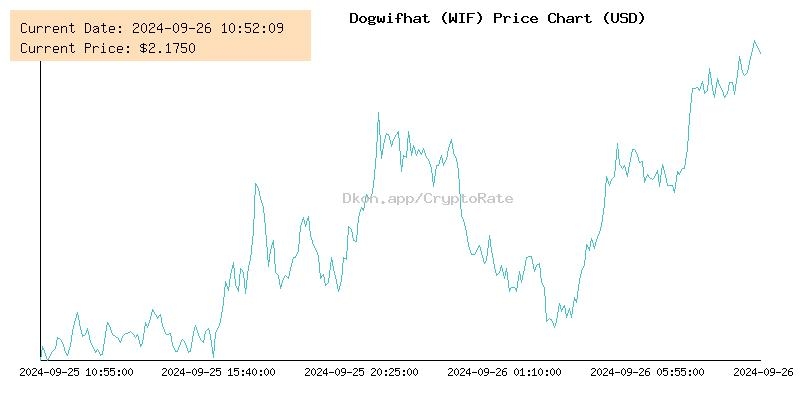 Dogwifhat (WIF) Price Chart (USD)
Current Date: 2024-09-26 10:52:09
Current Price: $2.1750
Dkon.app/CryptoRate
2024-09-25 10:55:00 2024-09-25 15:40:00 2024-09-25 20:25:00 2024-09-26 01:10:00 2024-09-26 05:55:00 2024-09-26